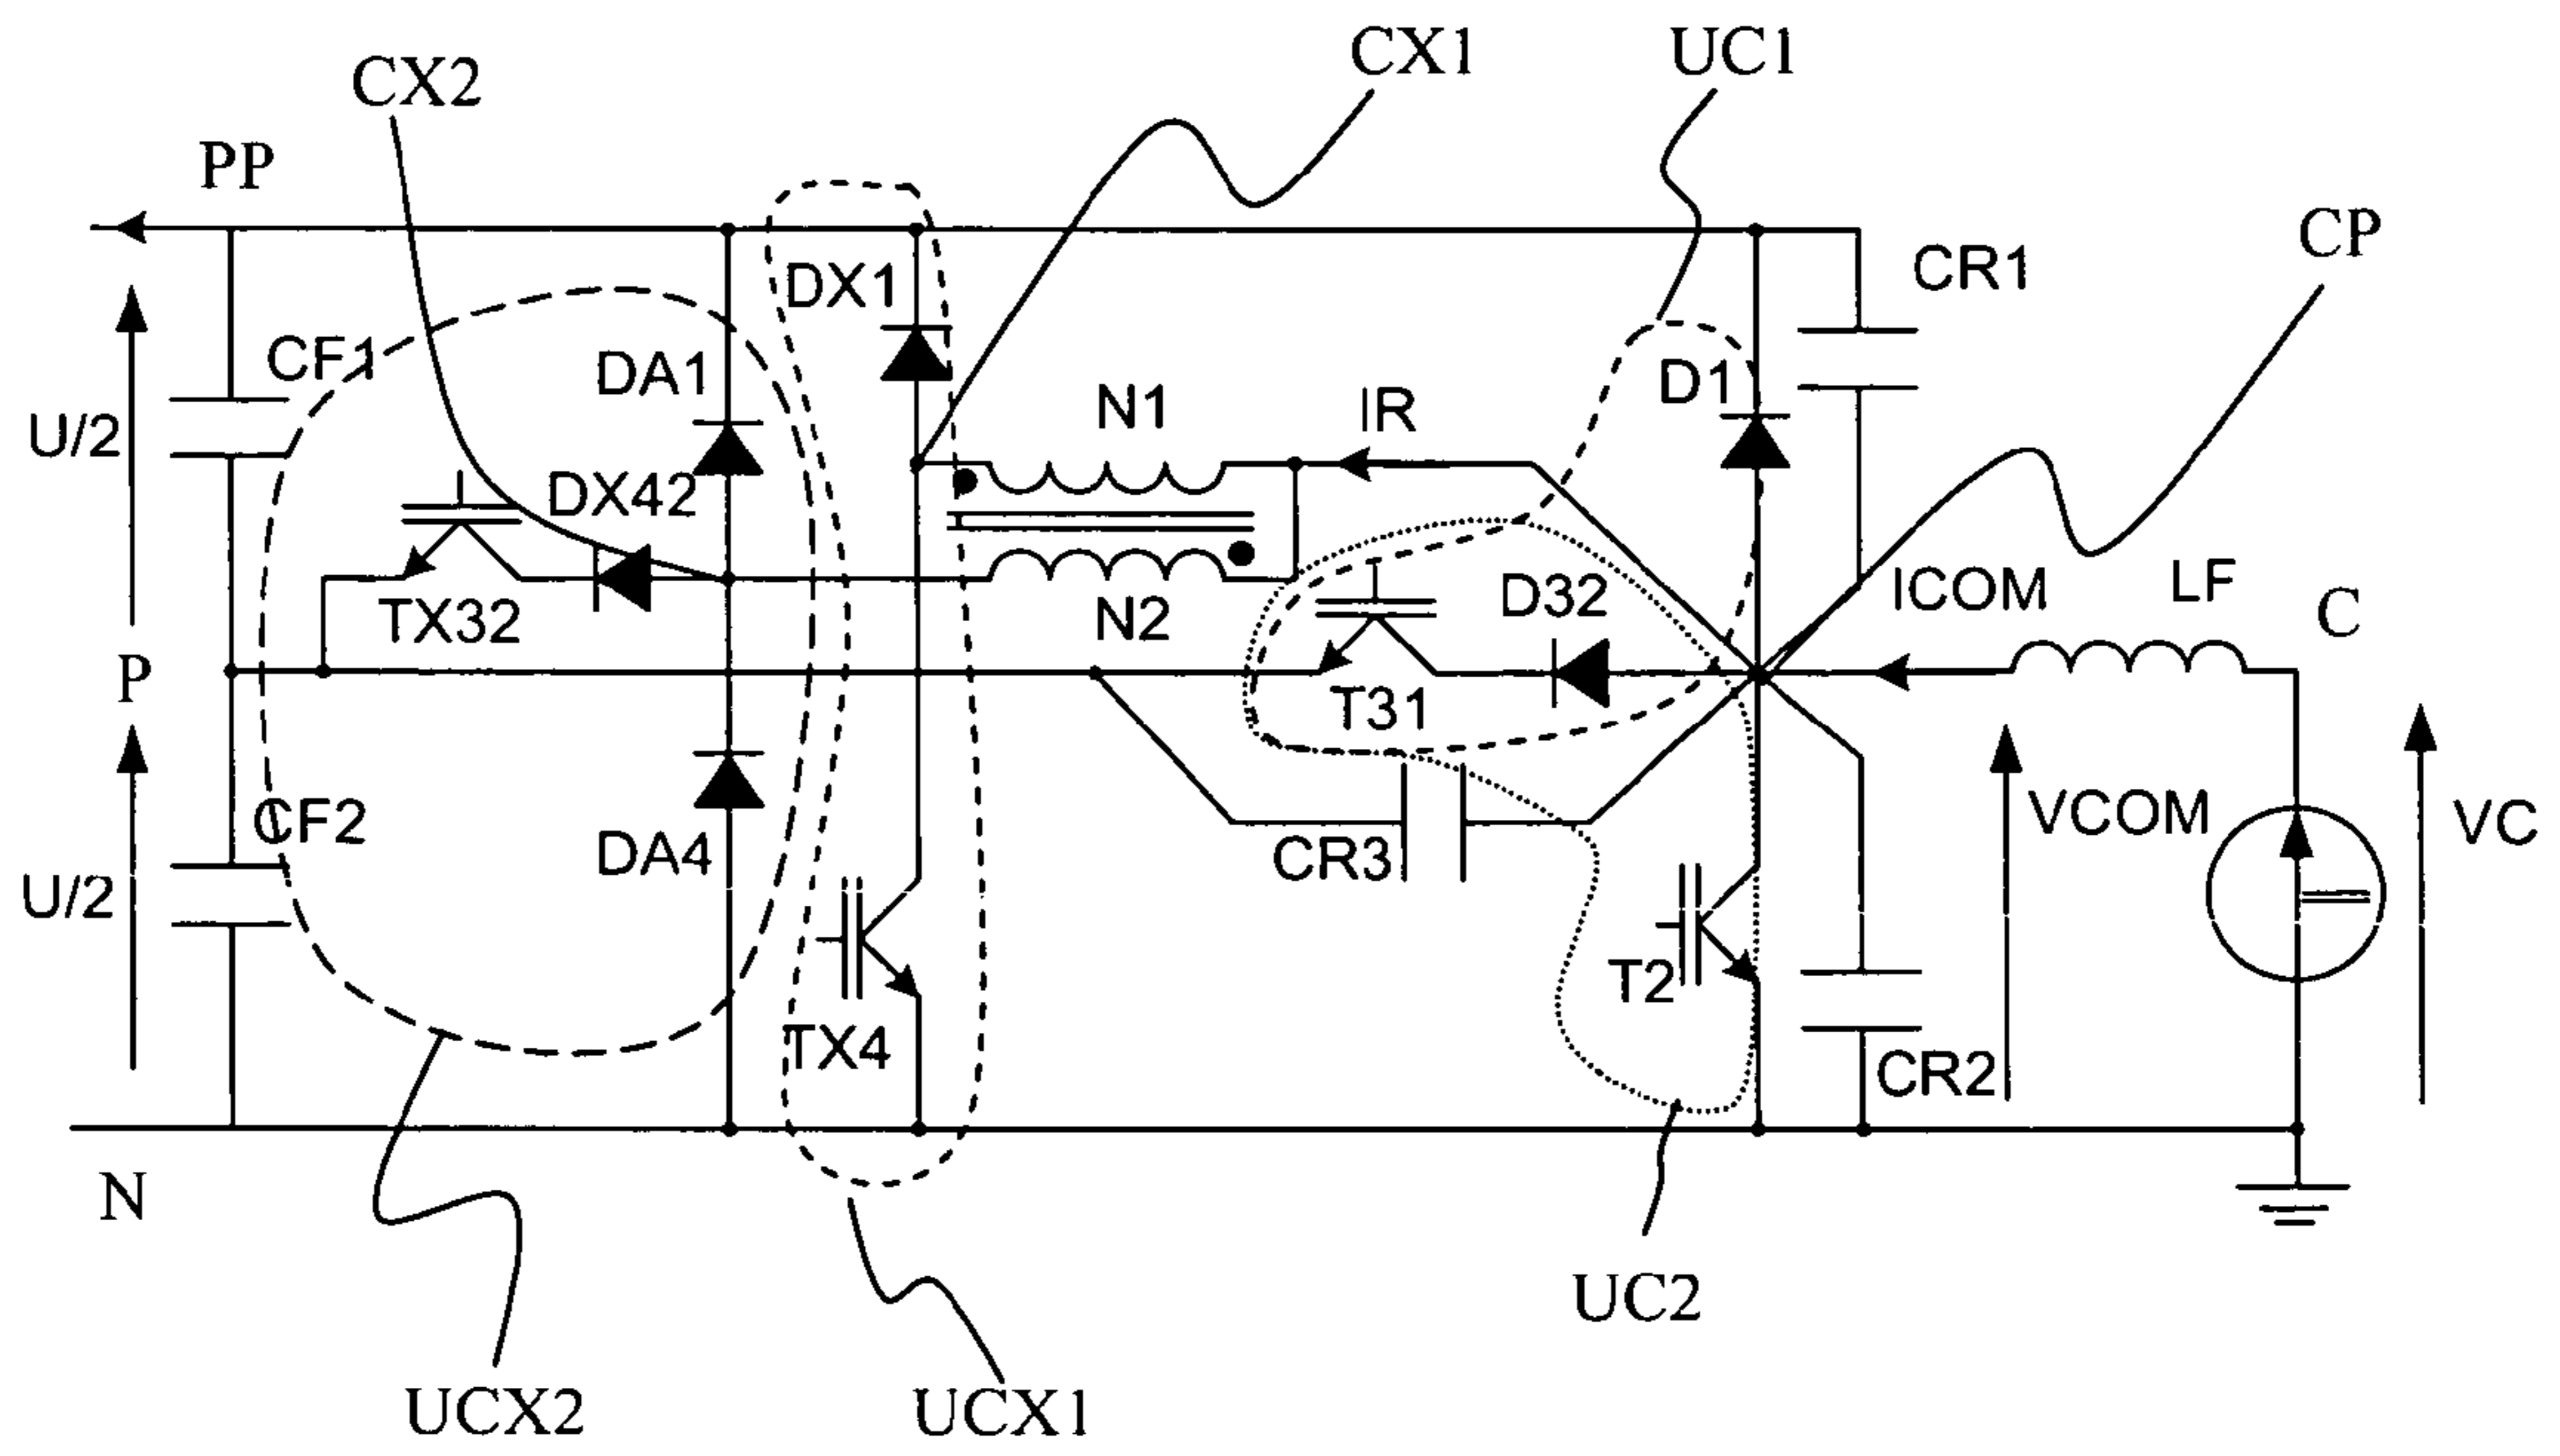 CX1
UC1
CX2
PP
CP
DX1
CR1
CF1
DA1
D1
N1
IR
U/2
DX42
D32
ICOM
LF
C
TX32
N2
P
T31
CF2
VCOM
VC
DA4
CR3
U/2
T2
TX4
CR2
N
UC2
UCX2
UCX1